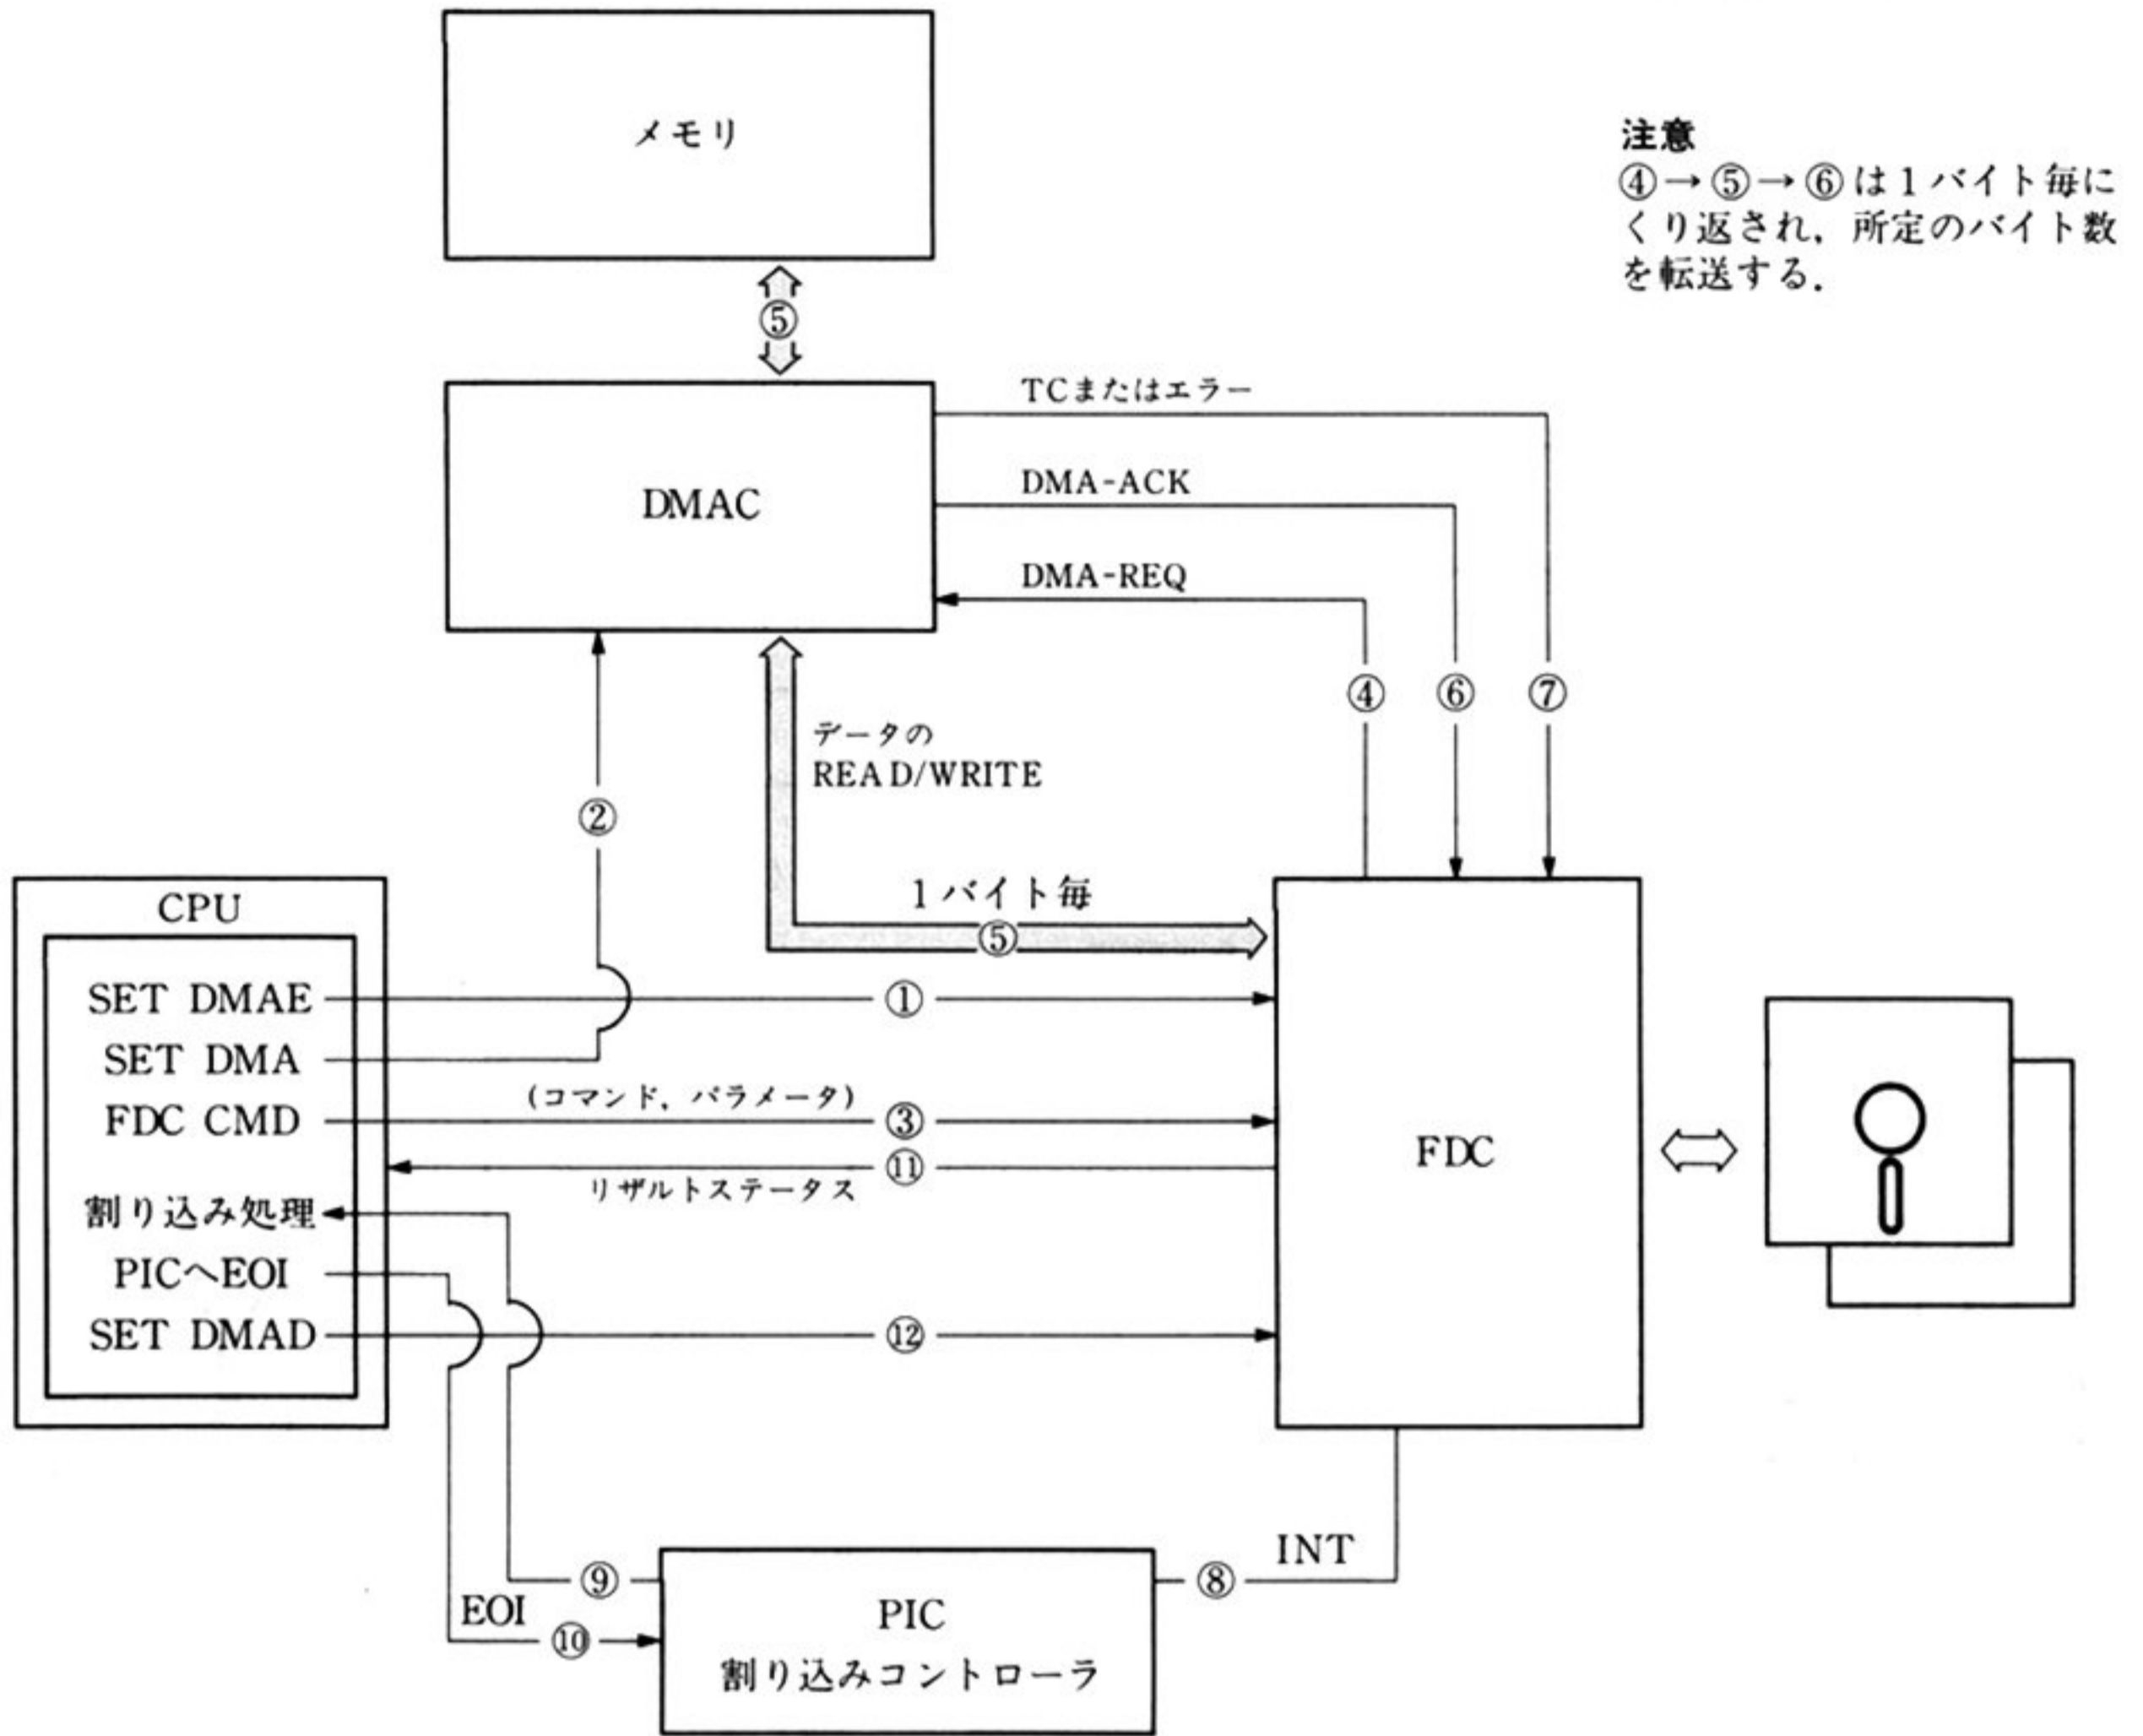 メモリ
注意
④→⑤→⑥は1バイト毎に
くり返され，所定のバイト数
を転送する．
⑤
TCまたはエラー
DMAC
DMA-ACK
DMA-REQ
④ ⑥ ⑦
データの
READ/WRITE
②
1バイト毎
⑤
CPU
SET DMAE ①
SET DMA
(コマンド，パラメータ)
FDC CMD ③
FDC
⑪
リザルトステータス
割り込み処理
PICへEOI
SET DMAD ⑫
INT
⑨ ⑧
EOI
⑩
PIC
割り込みコントローラ